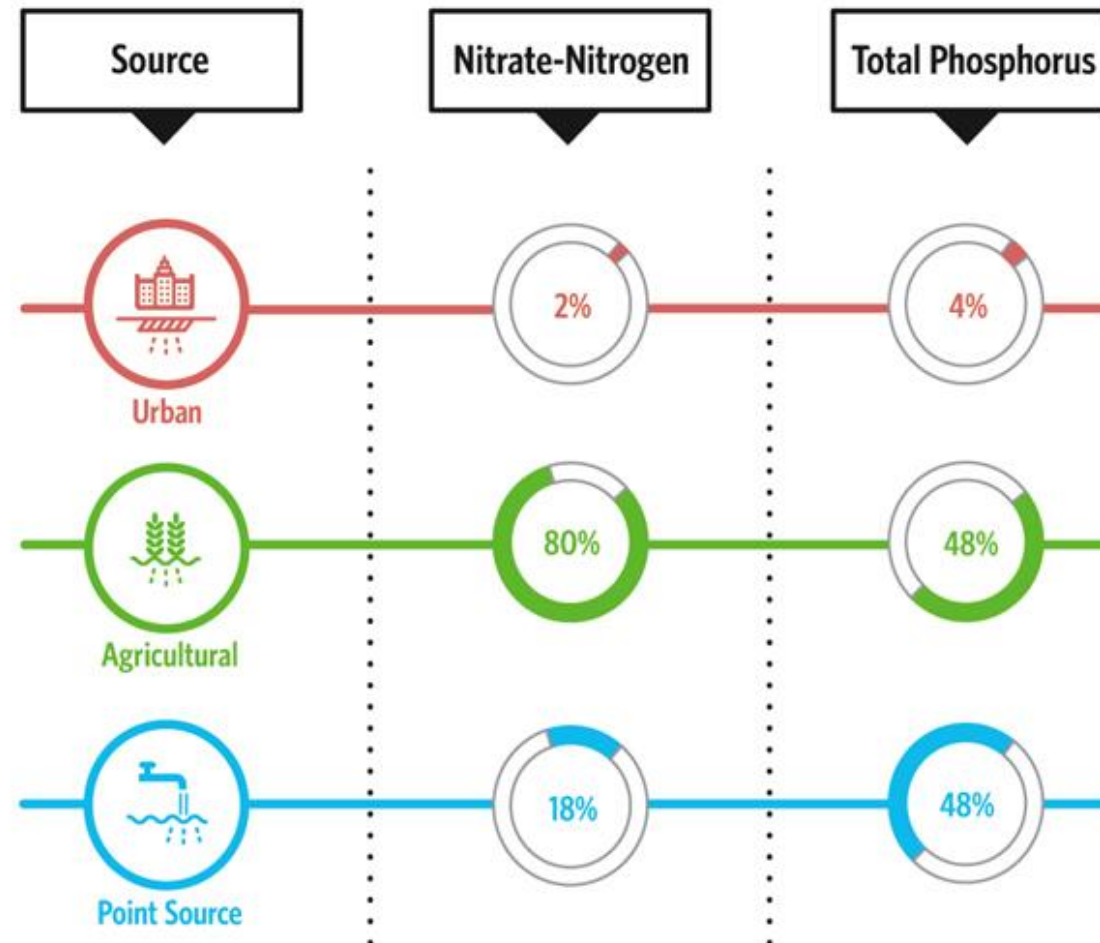 Source
Nitrate-Nitrogen
Total Phosphorus
2%
4%
Urban
80%
48%
Agricultural
18%
48%
Point Source